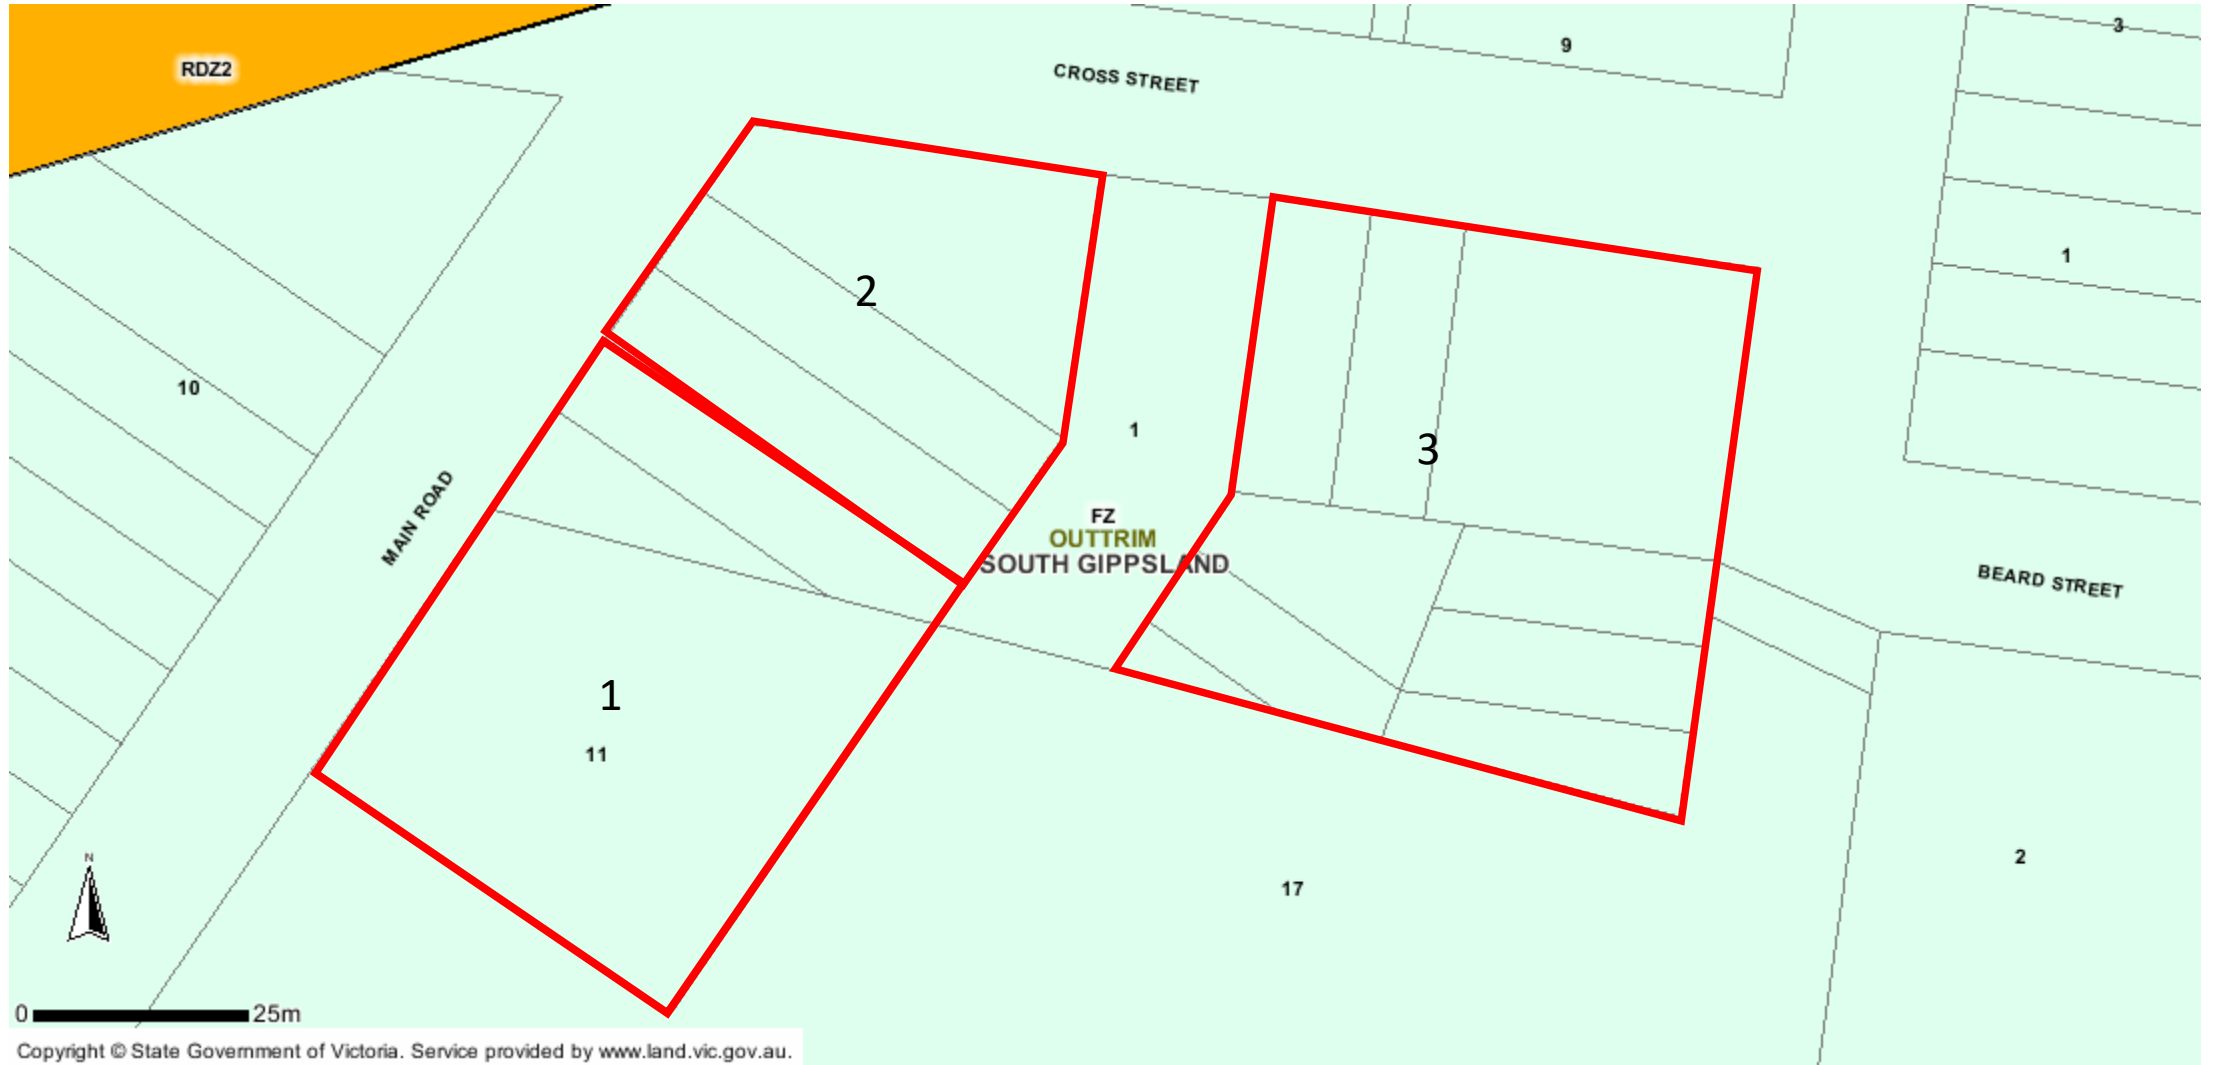 3
9
RDZ2
CROSS STREET
1
2
10
1
3
MAIN ROAD
FZ
OUTTRIM
SOUTH GIPPSLAND
BEARD STREET
1
11
2
17
N
0 25m
Copyright © State Government of Victoria. Service provided by www.land.vic.gov.au.